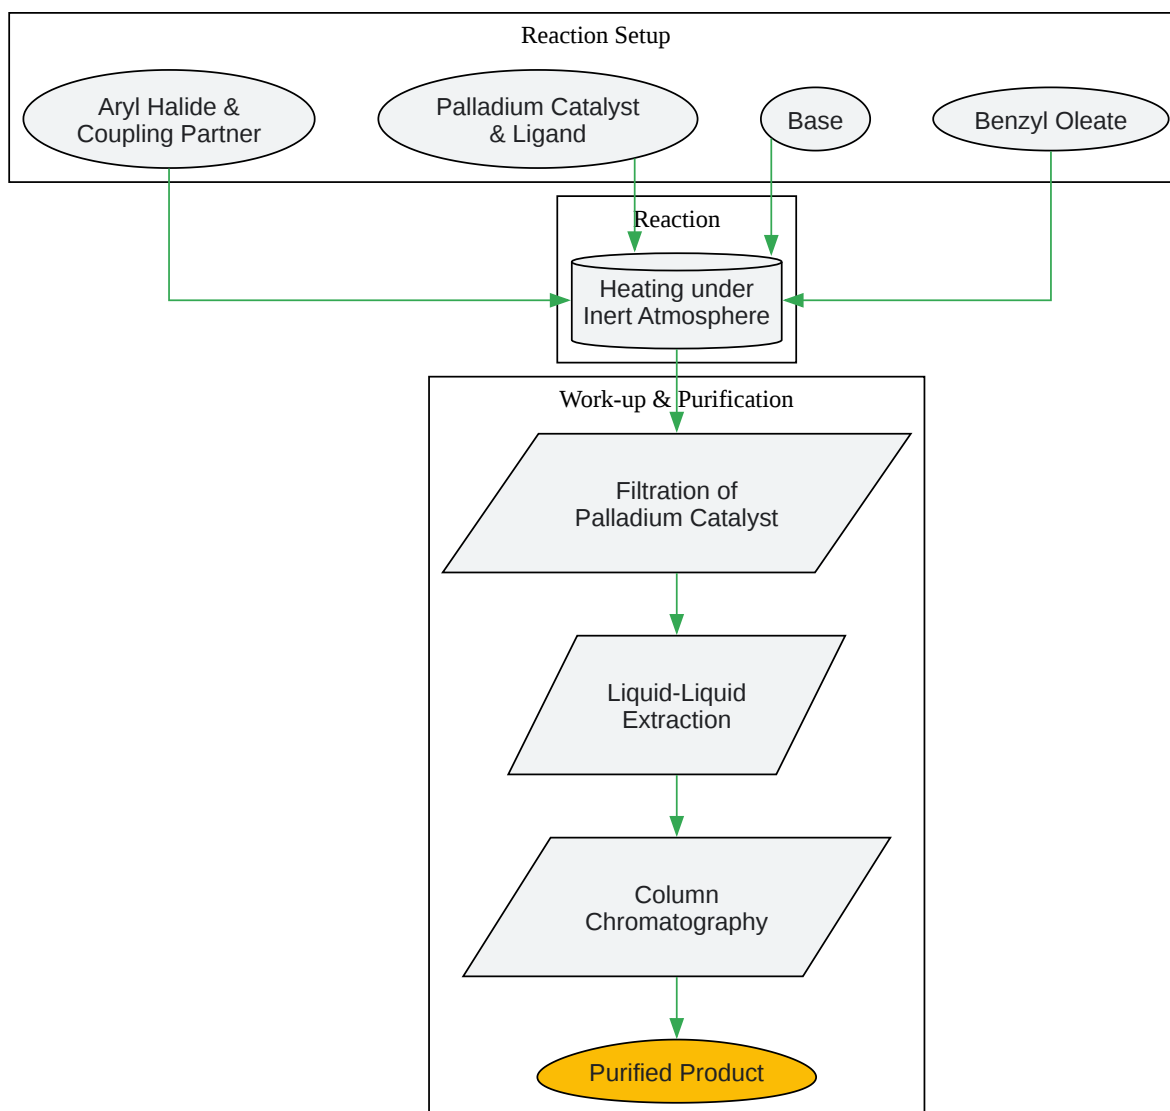 Reaction Setup
Aryl Halide &
Coupling Partner
Palladium Catalyst
& Ligand
Base
Benzyl Oleate
Reaction
Heating under
Inert Atmosphere
Work-up & Purification
Filtration of
Palladium Catalyst
Liquid-Liquid
Extraction
Column
Chromatography
Purified Product